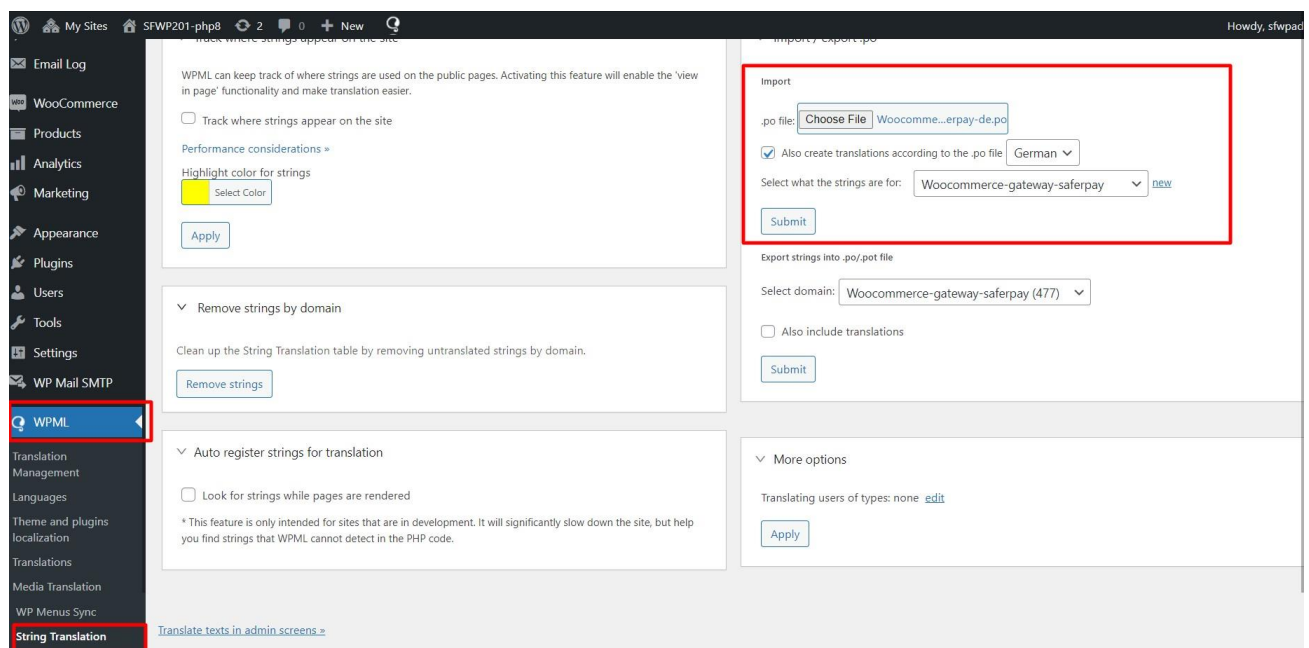 My Sites SFWP201-php8 2 0 + New Howdy, sfwpad
Email Log
WooCommerce
Products
Analytics
Marketing
Appearance
Plugins
Users
Tools
Settings
WP Mail SMTP
WPML
Translation
Management
Languages
Theme and plugins
localization
Translations
Media Translation
WP Menus Sync
String Translation
Track where strings appear on the site
WPML can keep track of where strings are used on the public pages. Activating this feature will enable the 'view
in page' functionality and make translation easier.
Track where strings appear on the site
Performance considerations »
Highlight color for strings
Select Color
Apply
Remove strings by domain
Clean up the String Translation table by removing untranslated strings by domain.
Remove strings
Auto register strings for translation
Look for strings while pages are rendered
* This feature is only intended for sites that are in development. It will significantly slow down the site, but help
you find strings that WPML cannot detect in the PHP code.
Translate texts in admin screens »
Import / export .po
Import
.po file: Choose File Woocomme...erpay-de.po
Also create translations according to the .po file German
Select what the strings are for: Woocommerce-gateway-saferpay new
Submit
Export strings into .po/.pot file
Select domain: Woocommerce-gateway-saferpay (477)
Also include translations
Submit
More options
Translating users of types: none edit
Apply